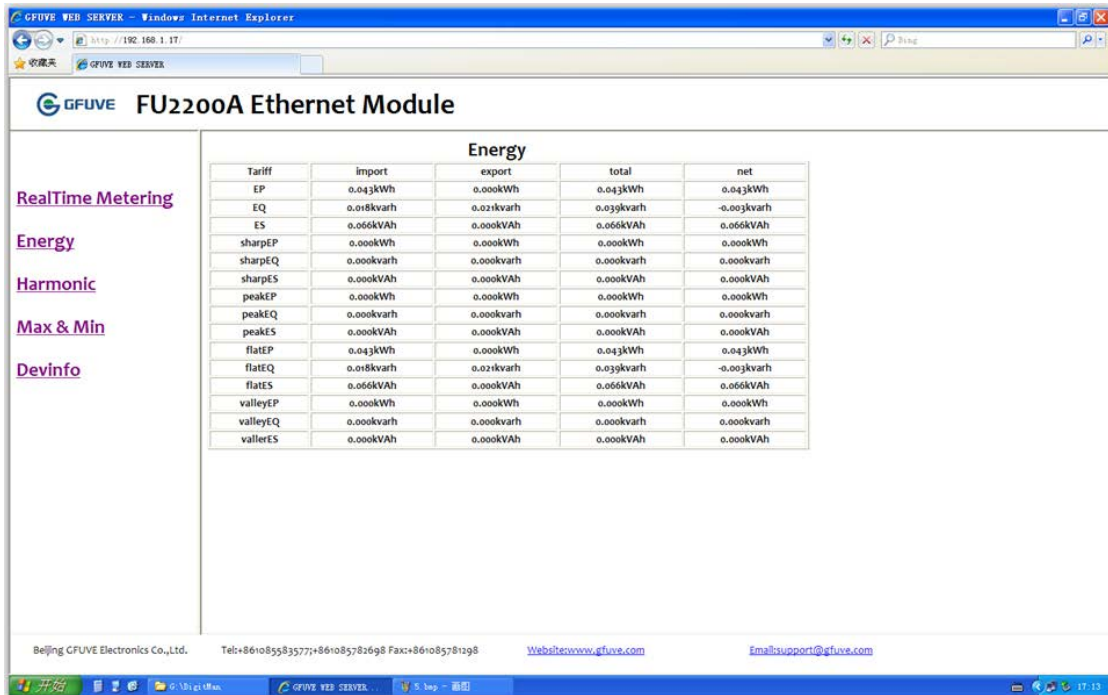 GFUVE WEB SERVER - Windows Internet Explorer
http://192.168.1.17/
Bing
收藏夹 GFUVE WEB SERVER
GFUVE FU2200A Ethernet Module
RealTime Metering
Energy
Harmonic
Max & Min
Devinfo
Energy
Tariff import export total net
EP 0.043kWh 0.000kWh 0.043kWh 0.043kWh
EQ 0.018kvarh 0.021kvarh 0.039kvarh -0.003kvarh
ES 0.066kVAh 0.000kVAh 0.066kVAh 0.066kVAh
sharpEP 0.000kWh 0.000kWh 0.000kWh 0.000kWh
sharpEQ 0.000kvarh 0.000kvarh 0.000kvarh 0.000kvarh
sharpES 0.000kVAh 0.000kVAh 0.000kVAh 0.000kVAh
peakEP 0.000kWh 0.000kWh 0.000kWh 0.000kWh
peakEQ 0.000kvarh 0.000kvarh 0.000kvarh 0.000kvarh
peakES 0.000kVAh 0.000kVAh 0.000kVAh 0.000kVAh
flatEP 0.043kWh 0.000kWh 0.043kWh 0.043kWh
flatEQ 0.018kvarh 0.021kvarh 0.039kvarh -0.003kvarh
flatES 0.066kVAh 0.000kVAh 0.066kVAh 0.066kVAh
valleyEP 0.000kWh 0.000kWh 0.000kWh 0.000kWh
valleyEQ 0.000kvarh 0.000kvarh 0.000kvarh 0.000kvarh
vallerES 0.000kVAh 0.000kVAh 0.000kVAh 0.000kVAh
Beijing GFUVE Electronics Co.,Ltd. Tel:+861085583577;+861085782698 Fax:+861085781298 Website:www.gfuve.com Email:support@gfuve.com
开始 G:\DigitMan GFUVE WEB SERVER... 5.bmp - 画图 17:13